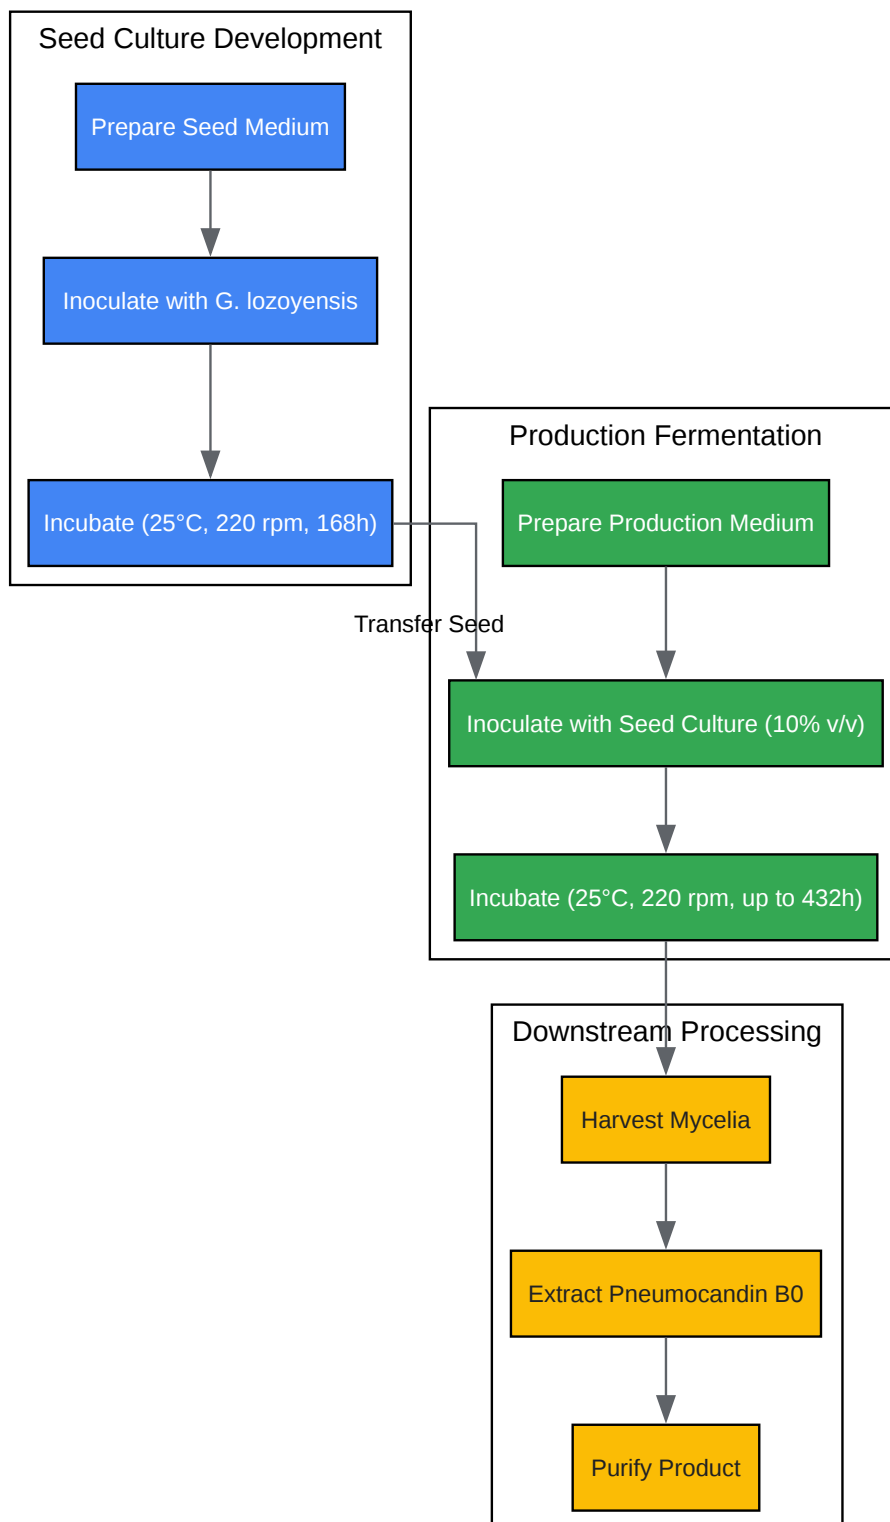 Seed Culture Development
Prepare Seed Medium
Inoculate with G. lozoyensis
Incubate (25°C, 220 rpm, 168h)
Transfer Seed
Production Fermentation
Prepare Production Medium
Inoculate with Seed Culture (10% v/v)
Incubate (25°C, 220 rpm, up to 432h)
Downstream Processing
Harvest Mycelia
Extract Pneumocandin B0
Purify Product